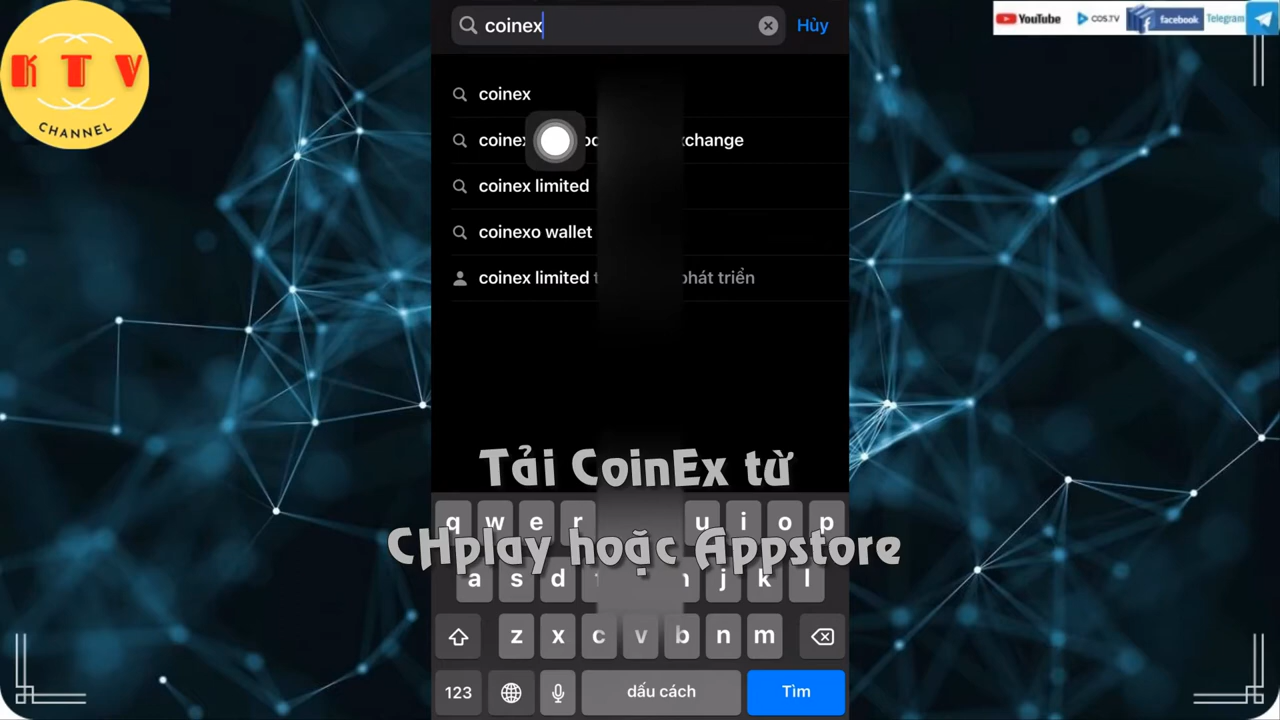 KTV
CHANNEL
YouTube
COS.TV
facebook
Telegram
coinex
Hủy
coinex
coinex
coinex limited
coinexo wallet
coinex limited phát triển
Tải CoinEx từ
CHplay hoặc Appstore
q w e r u i o p
a s d j k l
z x c v b n m
123
dấu cách
Tìm